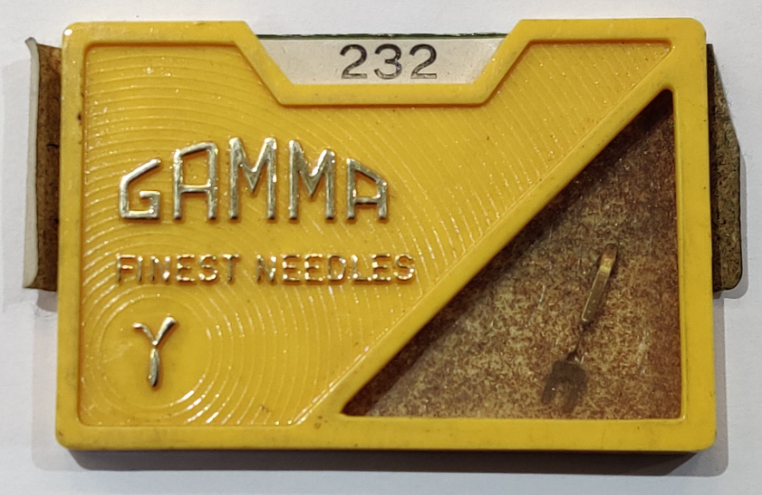 232
GAMMA
FINEST NEEDLES
γ